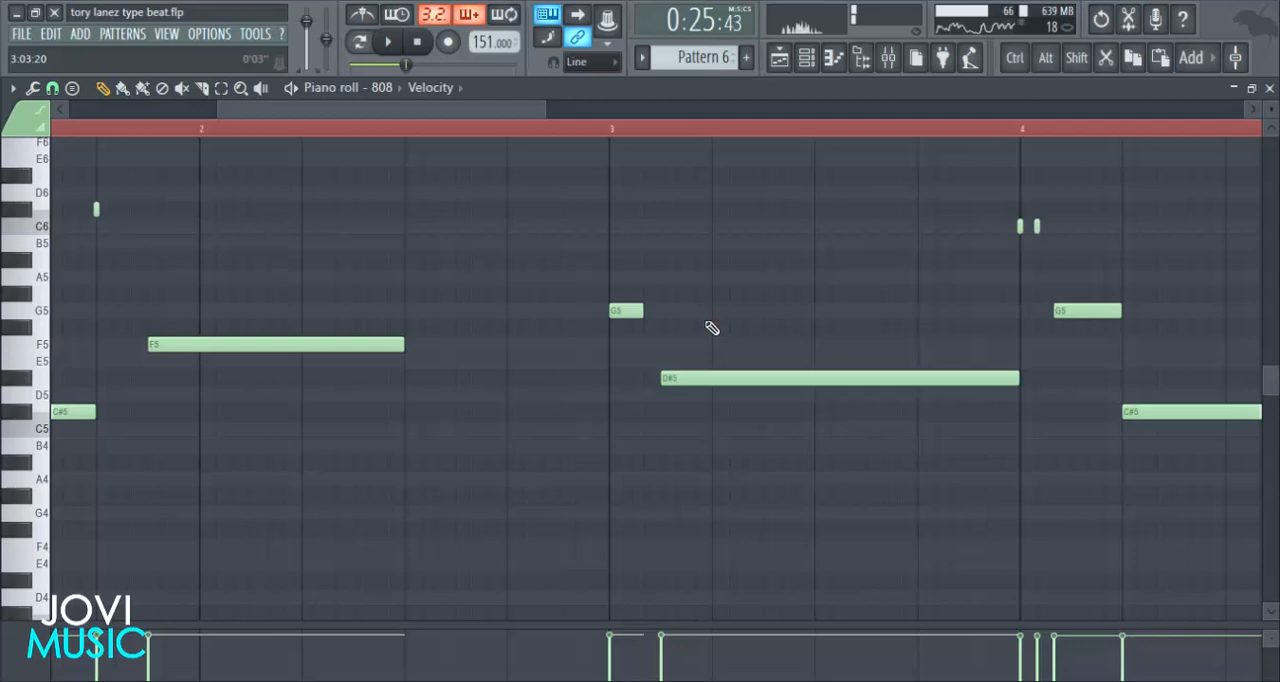 tory lanez type beat.flp
FILE EDIT ADD PATTERNS VIEW OPTIONS TOOLS ?
3:03:20 0'03"
3.2.
151.000
Line
0:25:43 M:S:CS
Pattern 6
66 639 MB
18
Ctrl Alt Shift Add
Piano roll - 808 Velocity
2 3 4
F6
E6
D6
C6
B5
A5
G5 G5 G5
F5 F5
E5
D#5
D5
C#5 C#5
C5
B4
A4
G4
F4
E4
D4
JOVI
MUSIC